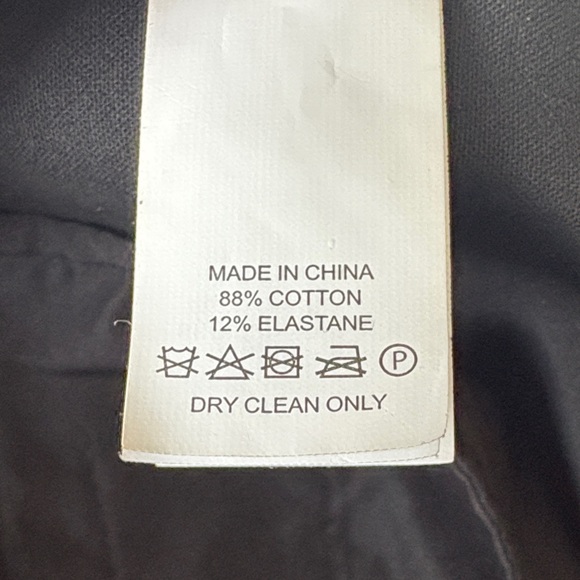 MADE IN CHINA
88% COTTON
12% ELASTANE
P
DRY CLEAN ONLY